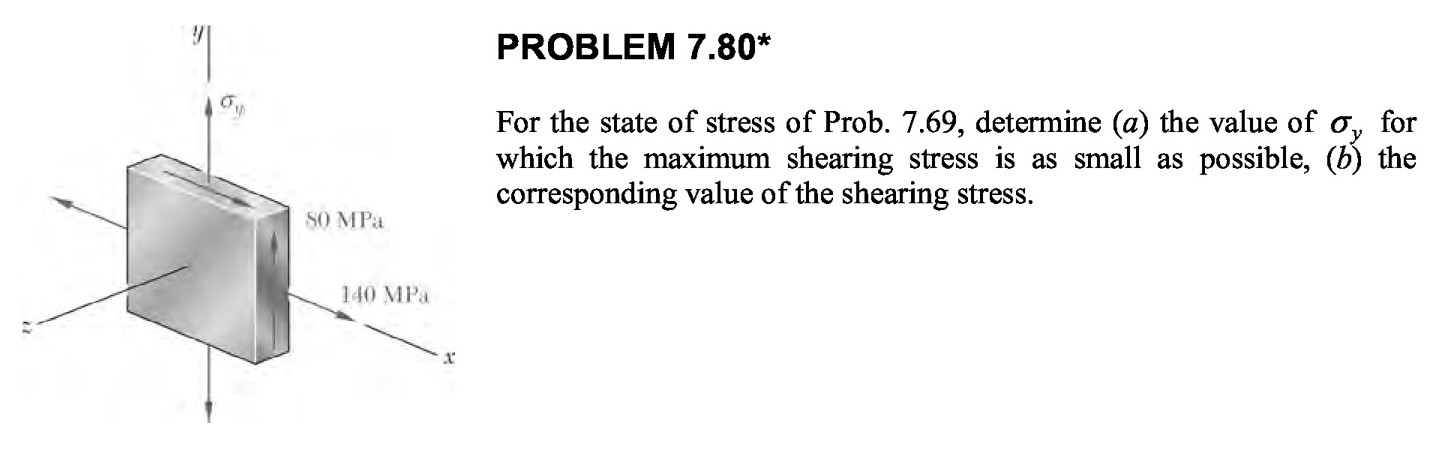 y
PROBLEM 7.80*
σy
For the state of stress of Prob. 7.69, determine (a) the value of σy for
which the maximum shearing stress is as small as possible, (b) the
corresponding value of the shearing stress.
80 MPa
140 MPa
z
x